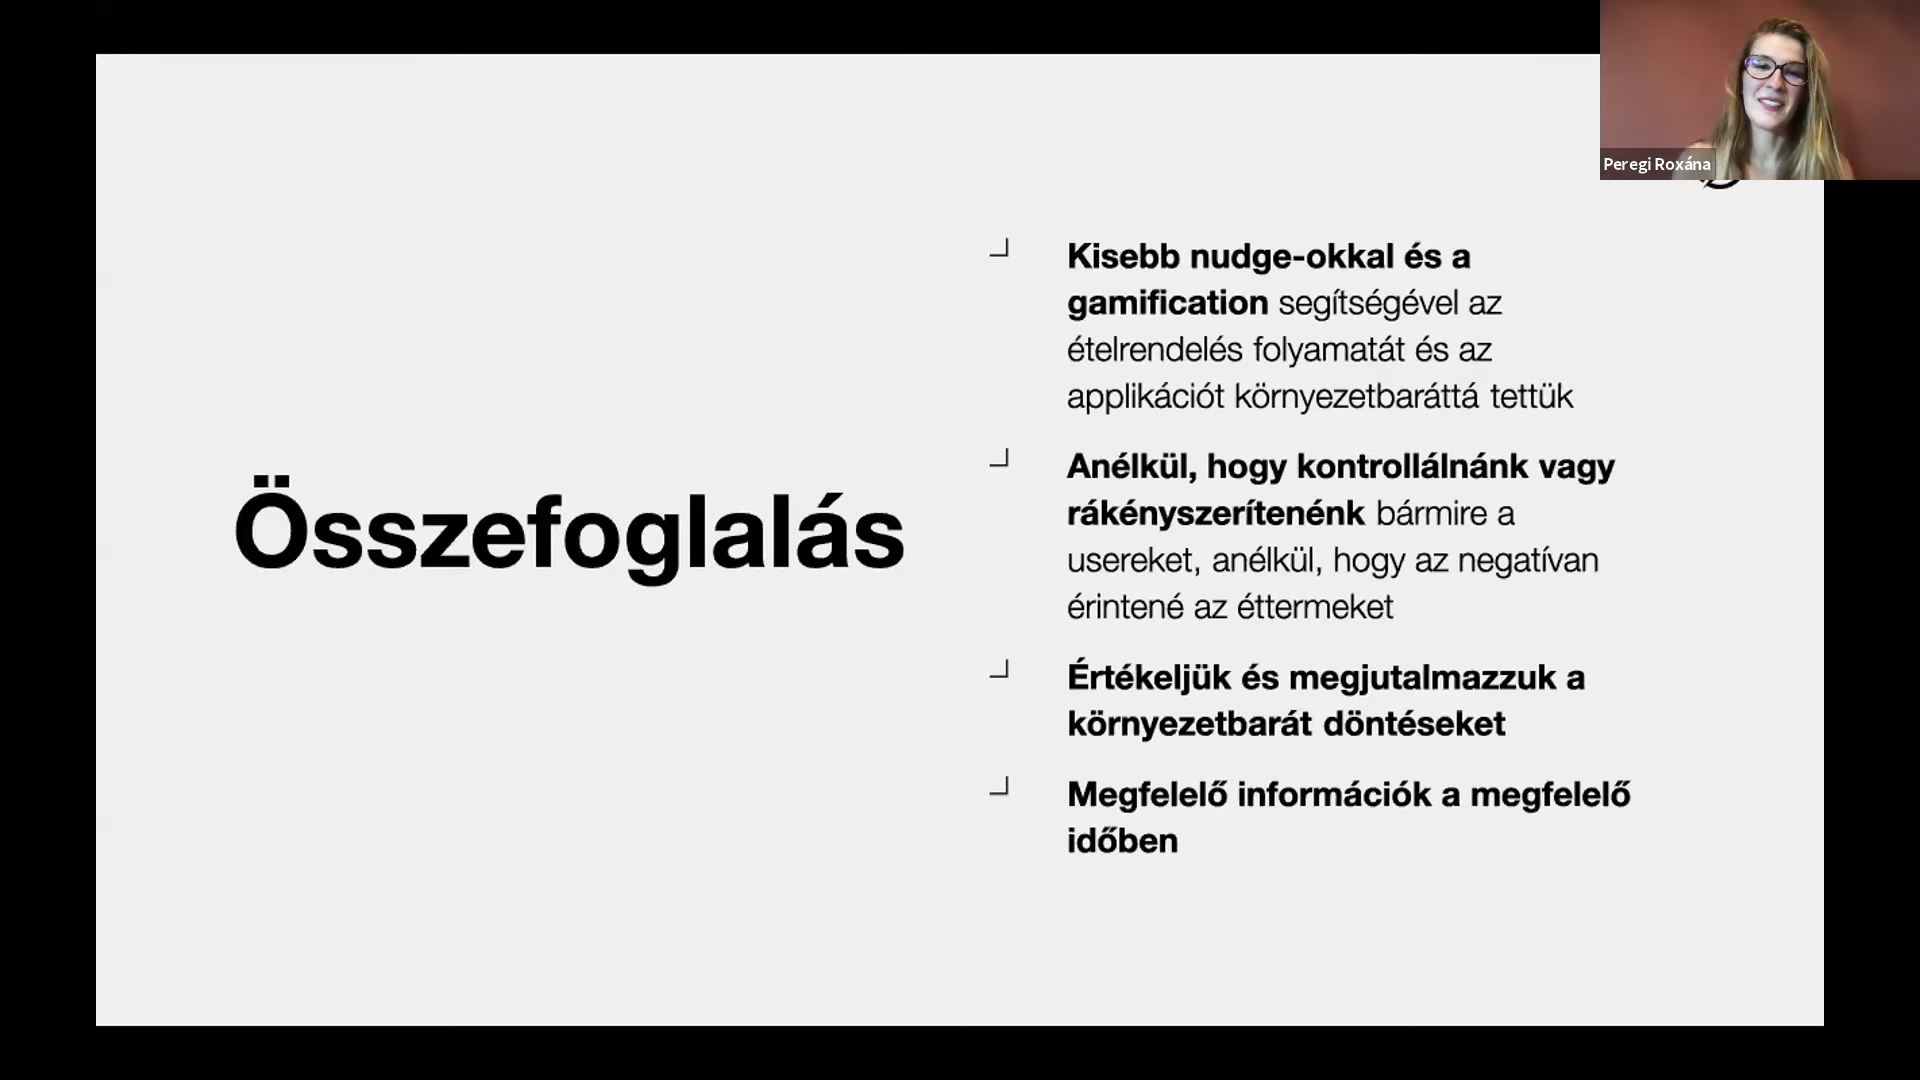 Peregi Roxána
Összefoglalás
Kisebb nudge-okkal és a
gamification segítségével az
ételrendelés folyamatát és az
applikációt környezetbaráttá tettük
Anélkül, hogy kontrollálnánk vagy
rákényszerítenénk bármire a
usereket, anélkül, hogy az negatívan
érintené az éttermeket
Értékeljük és megjutalmazzuk a
környezetbarát döntéseket
Megfelelő információk a megfelelő
időben